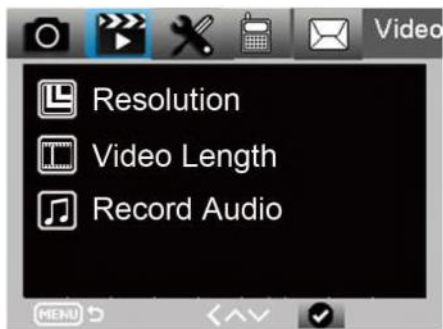 Video
Resolution
Video Length
Record Audio
MENU